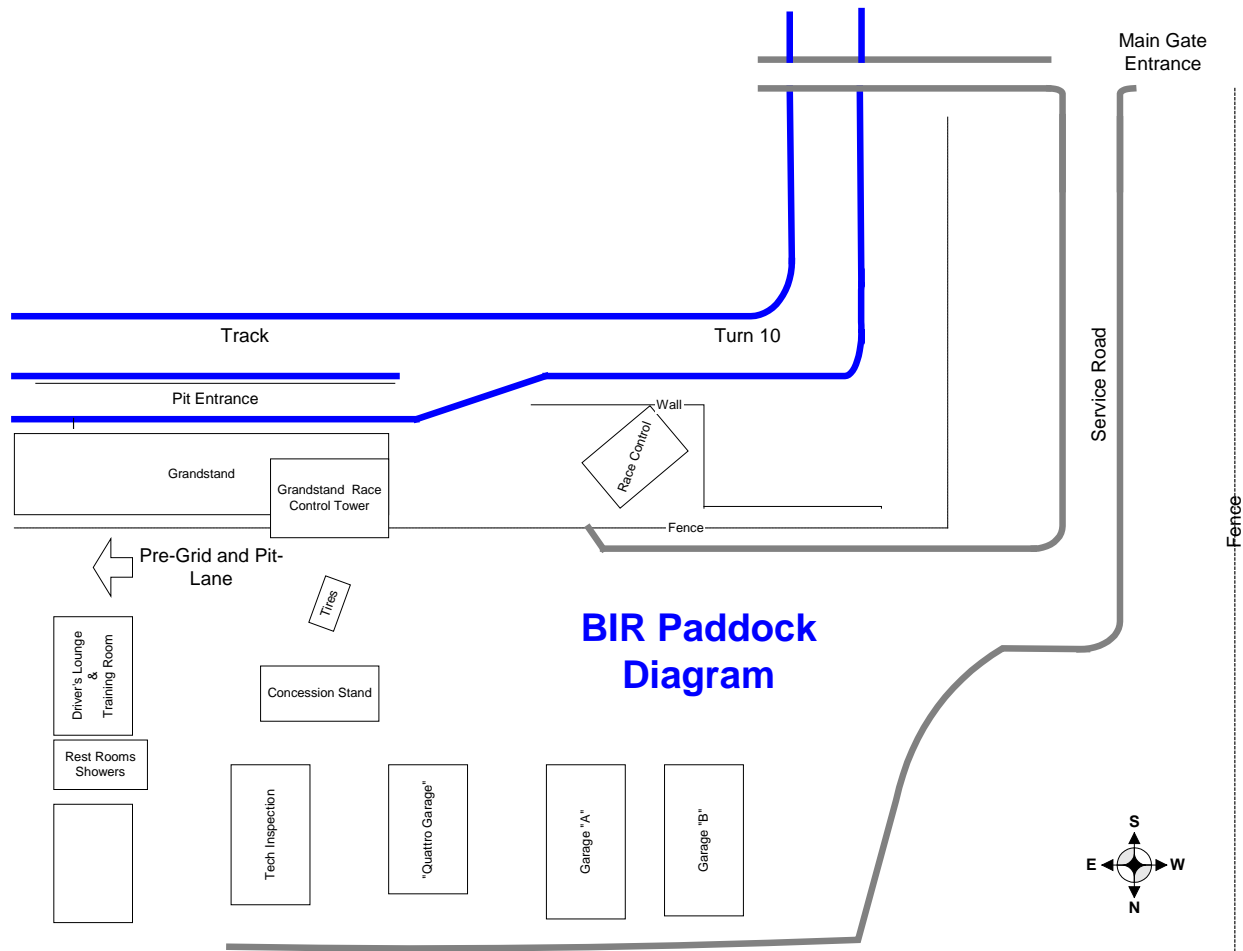 Main Gate
Entrance
Track
Turn 10
Service Road
Pit Entrance
Wall
Race Control
Grandstand
Grandstand Race
Control Tower
Fence
Fence
Pre-Grid and Pit-
Lane
Tires
BIR Paddock
Diagram
Driver's Lounge
&
Training Room
Concession Stand
Rest Rooms
Showers
Tech Inspection
"Quattro Garage"
Garage "A"
Garage "B"
S
E W
N